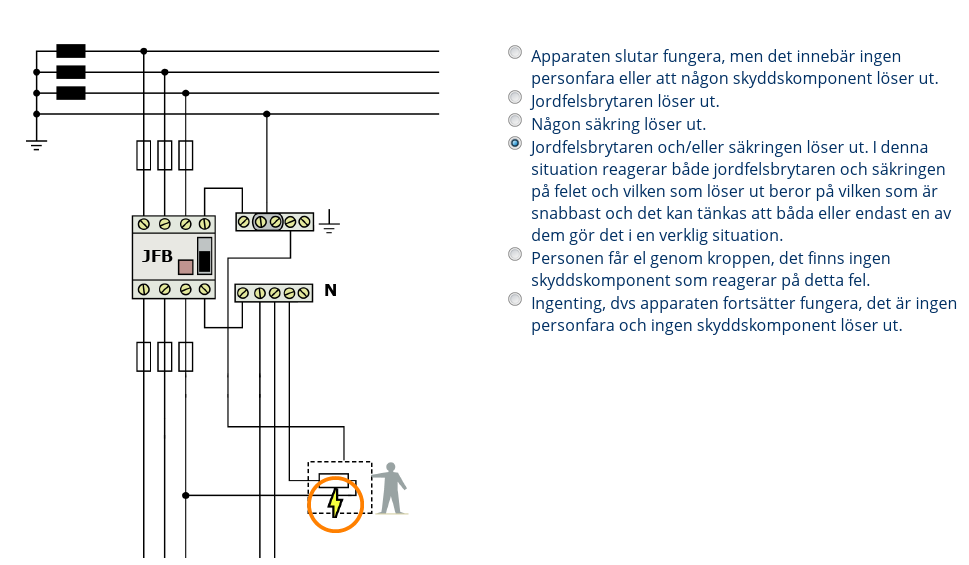 Apparaten slutar fungera, men det innebär ingen
personfara eller att någon skyddskomponent löser ut.
Jordfelsbrytaren löser ut.
Någon säkring löser ut.
Jordfelsbrytaren och/eller säkringen löser ut. I denna
situation reagerar både jordfelsbrytaren och säkringen
på felet och vilken som löser ut beror på vilken som är
snabbast och det kan tänkas att båda eller endast en av
dem gör det i en verklig situation.
Personen får el genom kroppen, det finns ingen
skyddskomponent som reagerar på detta fel.
Ingenting, dvs apparaten fortsätter fungera, det är ingen
personfara och ingen skyddskomponent löser ut.
JFB
N